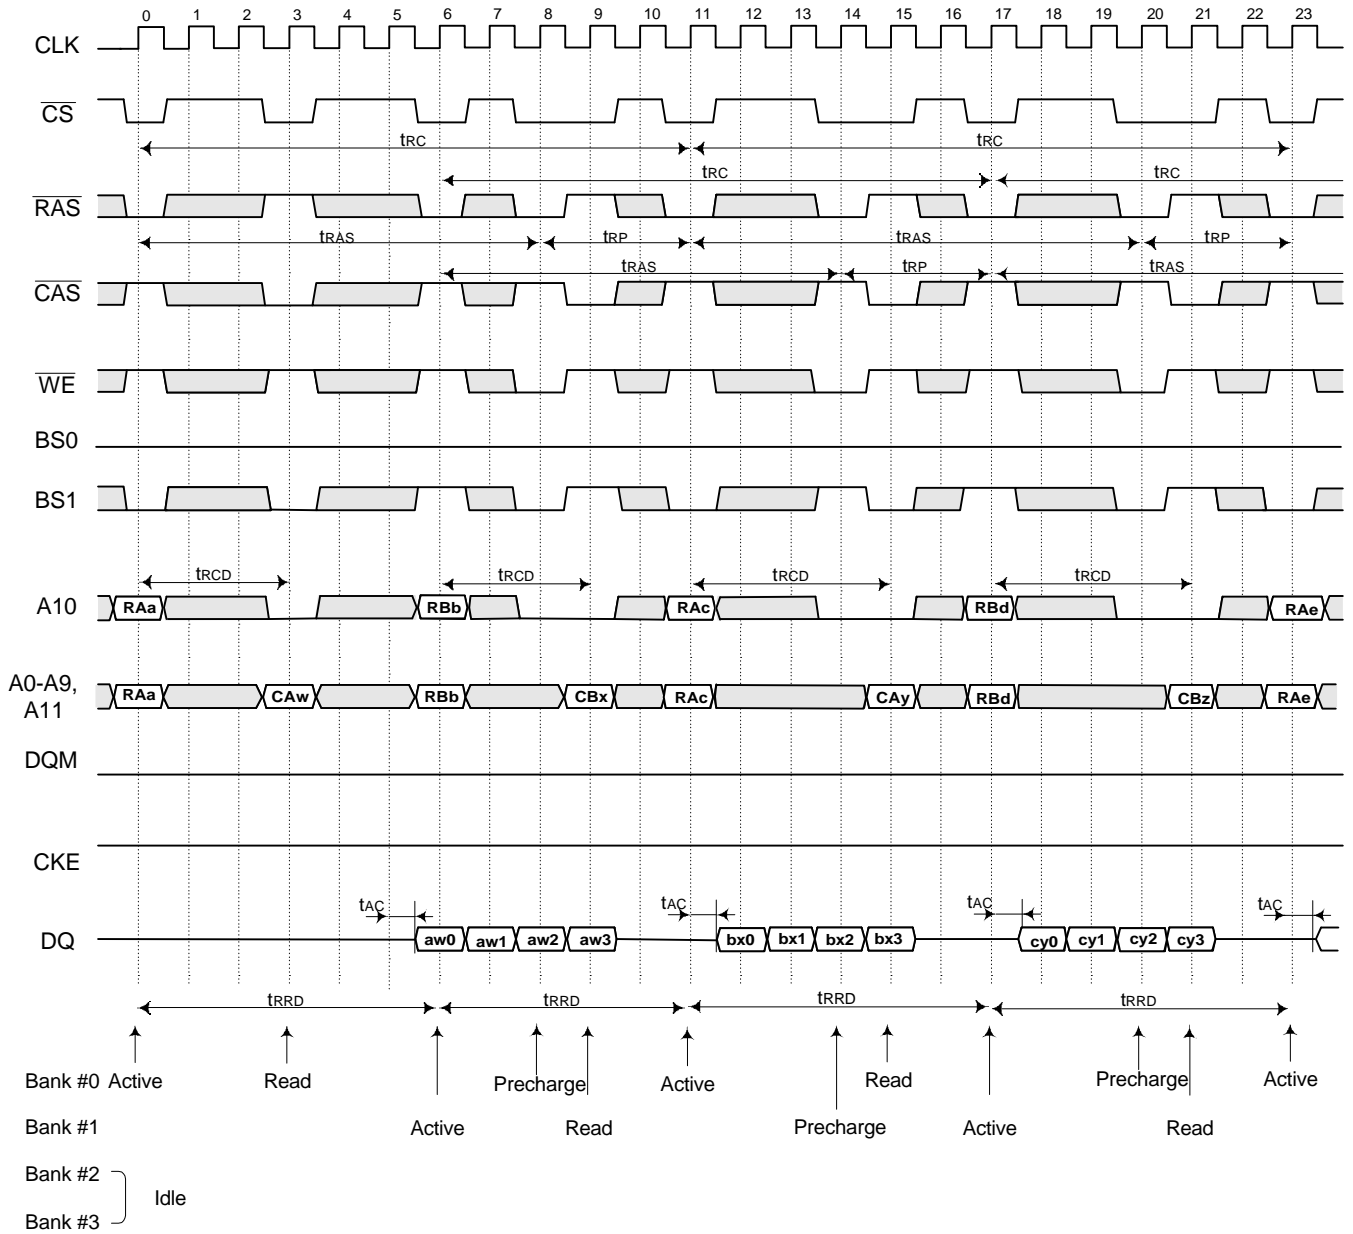 0 1 2 3 4 5 6 7 8 9 10 11 12 13 14 15 16 17 18 19 20 21 22 23
CLK
CS
tRC tRC
tRC tRC
RAS
tRAS tRP tRAS tRP
tRAS tRP tRAS
CAS
WE
BS0
BS1
tRCD tRCD tRCD tRCD
A10 RAa RBb RAc RBd RAe
A0-A9,
A11
RAa CAw RBb CBx RAc CAy RBd CBz RAe
DQM
CKE
tAC tAC tAC tAC
DQ aw0 aw1 aw2 aw3 bx0 bx1 bx2 bx3 cy0 cy1 cy2 cy3
tRRD tRRD tRRD tRRD
Bank #0 Active Read Precharge Active Read Precharge Active
Bank #1 Active Read Precharge Active Read
Bank #2
Idle
Bank #3